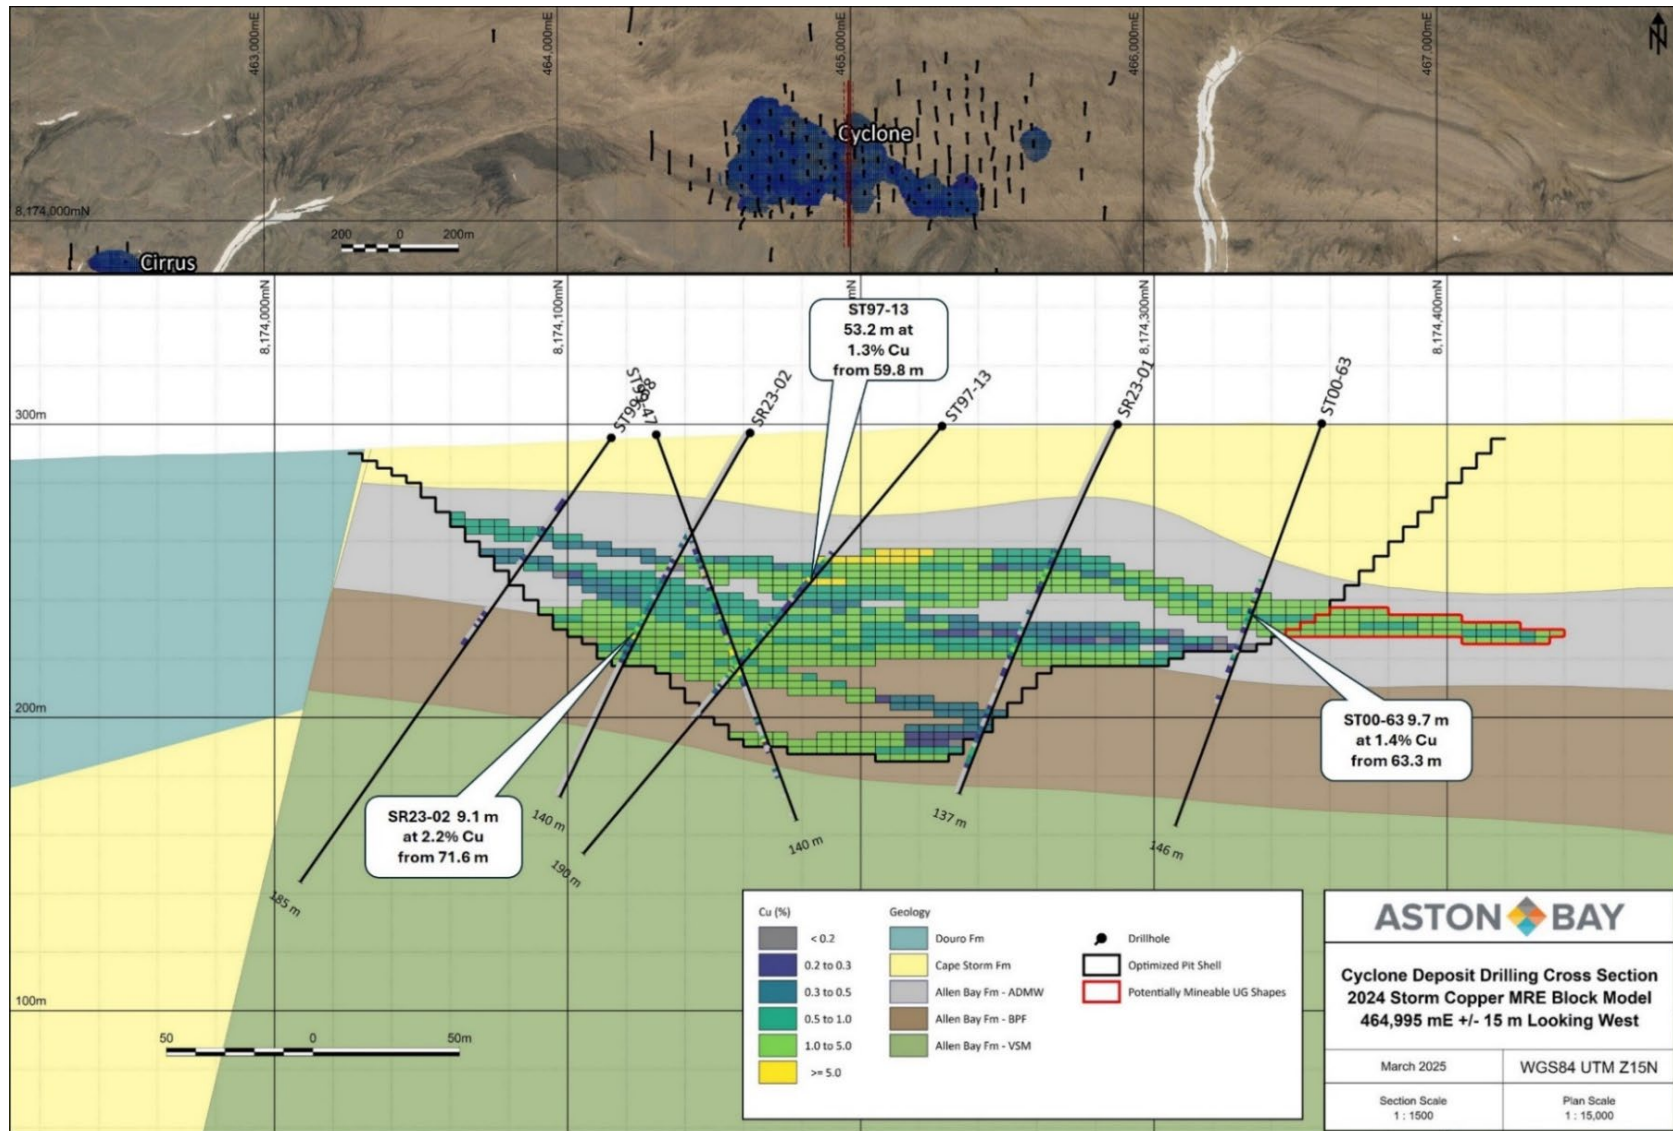 463,000mE
464,000mE
465,000mE
466,000mE
467,000mE
N
Cyclone
8,174,000mN
200 0 200m
Cirrus
8,174,000mN
8,174,100mN
8,174,300mN
8,174,400mN
ST97-13
53.2 m at
1.3% Cu
from 59.8 m
SR23-02
ST97-13
SR23-01
ST00-63
300m
200m
100m
ST00-63 9.7 m
at 1.4% Cu
from 63.3 m
SR23-02 9.1 m
at 2.2% Cu
from 71.6 m
185 m
140 m
190 m
140 m
137 m
146 m
50 0 50m
Cu (%)
< 0.2
0.2 to 0.3
0.3 to 0.5
0.5 to 1.0
1.0 to 5.0
>= 5.0
Geology
Douro Fm
Cape Storm Fm
Allen Bay Fm - ADMW
Allen Bay Fm - BPF
Allen Bay Fm - VSM
Drillhole
Optimized Pit Shell
Potentially Mineable UG Shapes
ASTON BAY
Cyclone Deposit Drilling Cross Section
2024 Storm Copper MRE Block Model
464,995 mE +/- 15 m Looking West
March 2025
WGS84 UTM Z15N
Section Scale
1 : 1500
Plan Scale
1 : 15,000